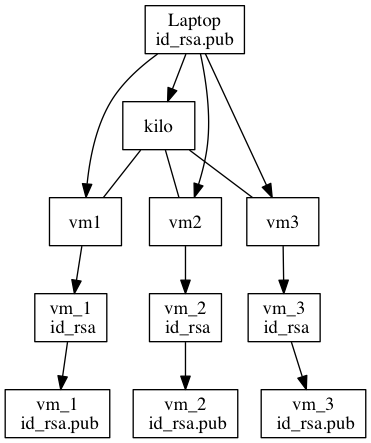 Laptop
id_rsa.pub
kilo
vm1
vm2
vm3
vm_1
id_rsa
vm_2
id_rsa
vm_3
id_rsa
vm_1
id_rsa.pub
vm_2
id_rsa.pub
vm_3
id_rsa.pub